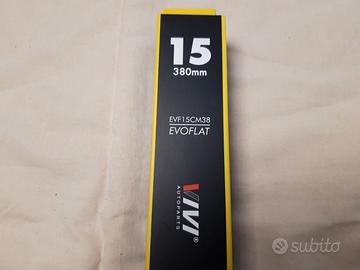 15
380mm
EVF15CM38
EVOFLAT
VIVI®
AUTOPARTS
subito